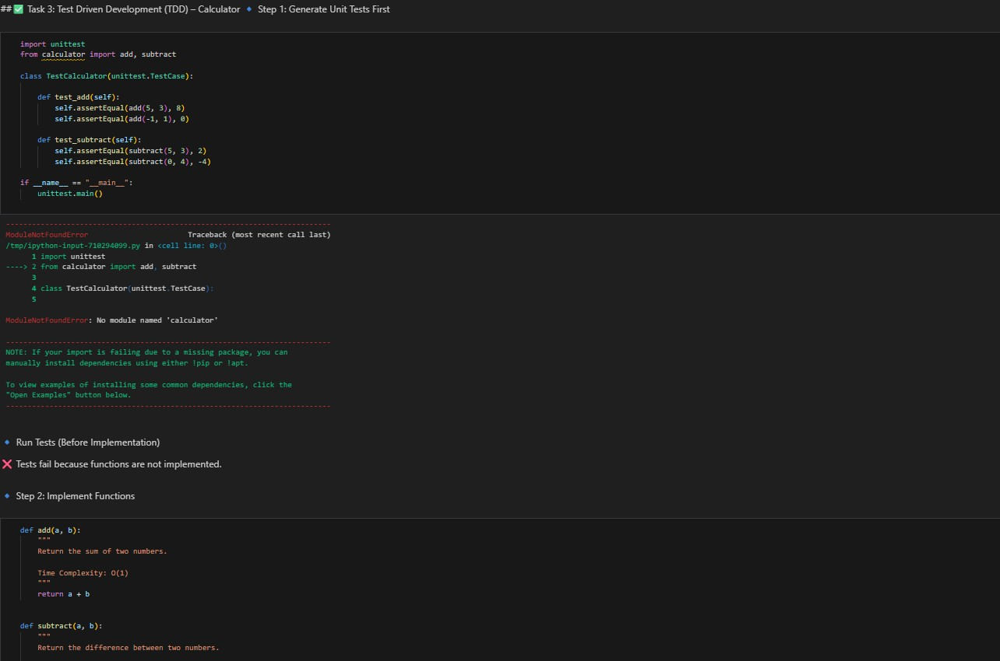 ## ✅ Task 3: Test Driven Development (TDD) – Calculator 🔹 Step 1: Generate Unit Tests First
import unittest
from calculator import add, subtract
class TestCalculator(unittest.TestCase):
def test_add(self):
self.assertEqual(add(5, 3), 8)
self.assertEqual(add(-1, 1), 0)
def test_subtract(self):
self.assertEqual(subtract(5, 3), 2)
self.assertEqual(subtract(0, 4), -4)
if __name__ == "__main__":
unittest.main()
---------------------------------------------------------------------------
ModuleNotFoundError Traceback (most recent call last)
/tmp/ipython-input-710294099.py in <cell line: 0>()
1 import unittest
----> 2 from calculator import add, subtract
3
4 class TestCalculator(unittest.TestCase):
5
ModuleNotFoundError: No module named 'calculator'
---------------------------------------------------------------------------
NOTE: If your import is failing due to a missing package, you can
manually install dependencies using either !pip or !apt.
To view examples of installing some common dependencies, click the
"Open Examples" button below.
---------------------------------------------------------------------------
🔹 Run Tests (Before Implementation)
❌ Tests fail because functions are not implemented.
🔹 Step 2: Implement Functions
def add(a, b):
"""
Return the sum of two numbers.
Time Complexity: O(1)
"""
return a + b
def subtract(a, b):
"""
Return the difference between two numbers.